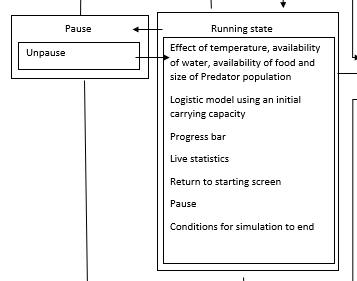 Pause
Unpause
Running state
Effect of temperature, availability
of water, availability of food and
size of Predator population
Logistic model using an initial
carrying capacity
Progress bar
Live statistics
Return to starting screen
Pause
Conditions for simulation to end